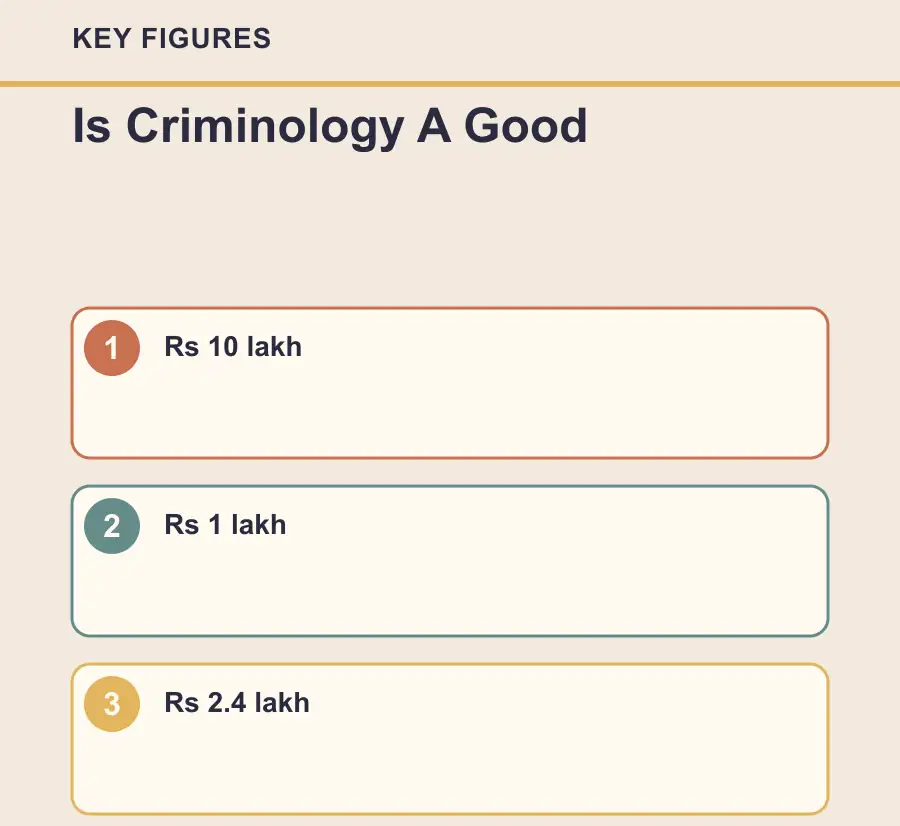 KEY FIGURES
Is Criminology A Good
1 Rs 10 lakh
2 Rs 1 lakh
3 Rs 2.4 lakh